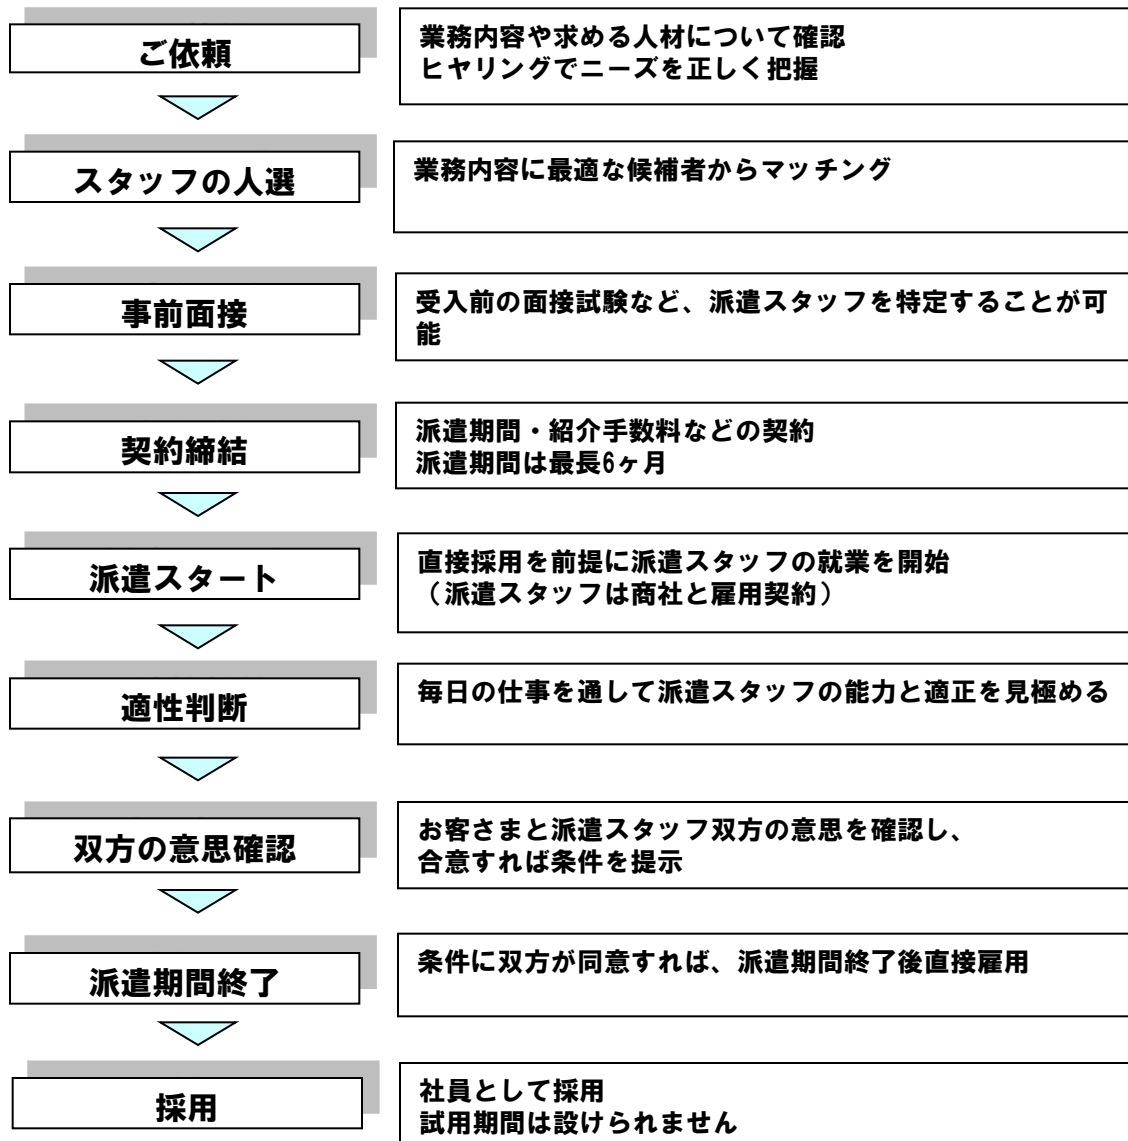 ご依頼
業務内容や求める人材について確認
ヒヤリングでニーズを正しく把握
スタッフの人選
業務内容に最適な候補者からマッチング
事前面接
受入前の面接試験など、派遣スタッフを特定することが可
能
契約締結
派遣期間・紹介手数料などの契約
派遣期間は最長6ヶ月
派遣スタート
直接採用を前提に派遣スタッフの就業を開始
（派遣スタッフは商社と雇用契約）
適性判断
毎日の仕事を通して派遣スタッフの能力と適正を見極める
双方の意思確認
お客さまと派遣スタッフ双方の意思を確認し、
合意すれば条件を提示
派遣期間終了
条件に双方が同意すれば、派遣期間終了後直接雇用
採用
社員として採用
試用期間は設けられません